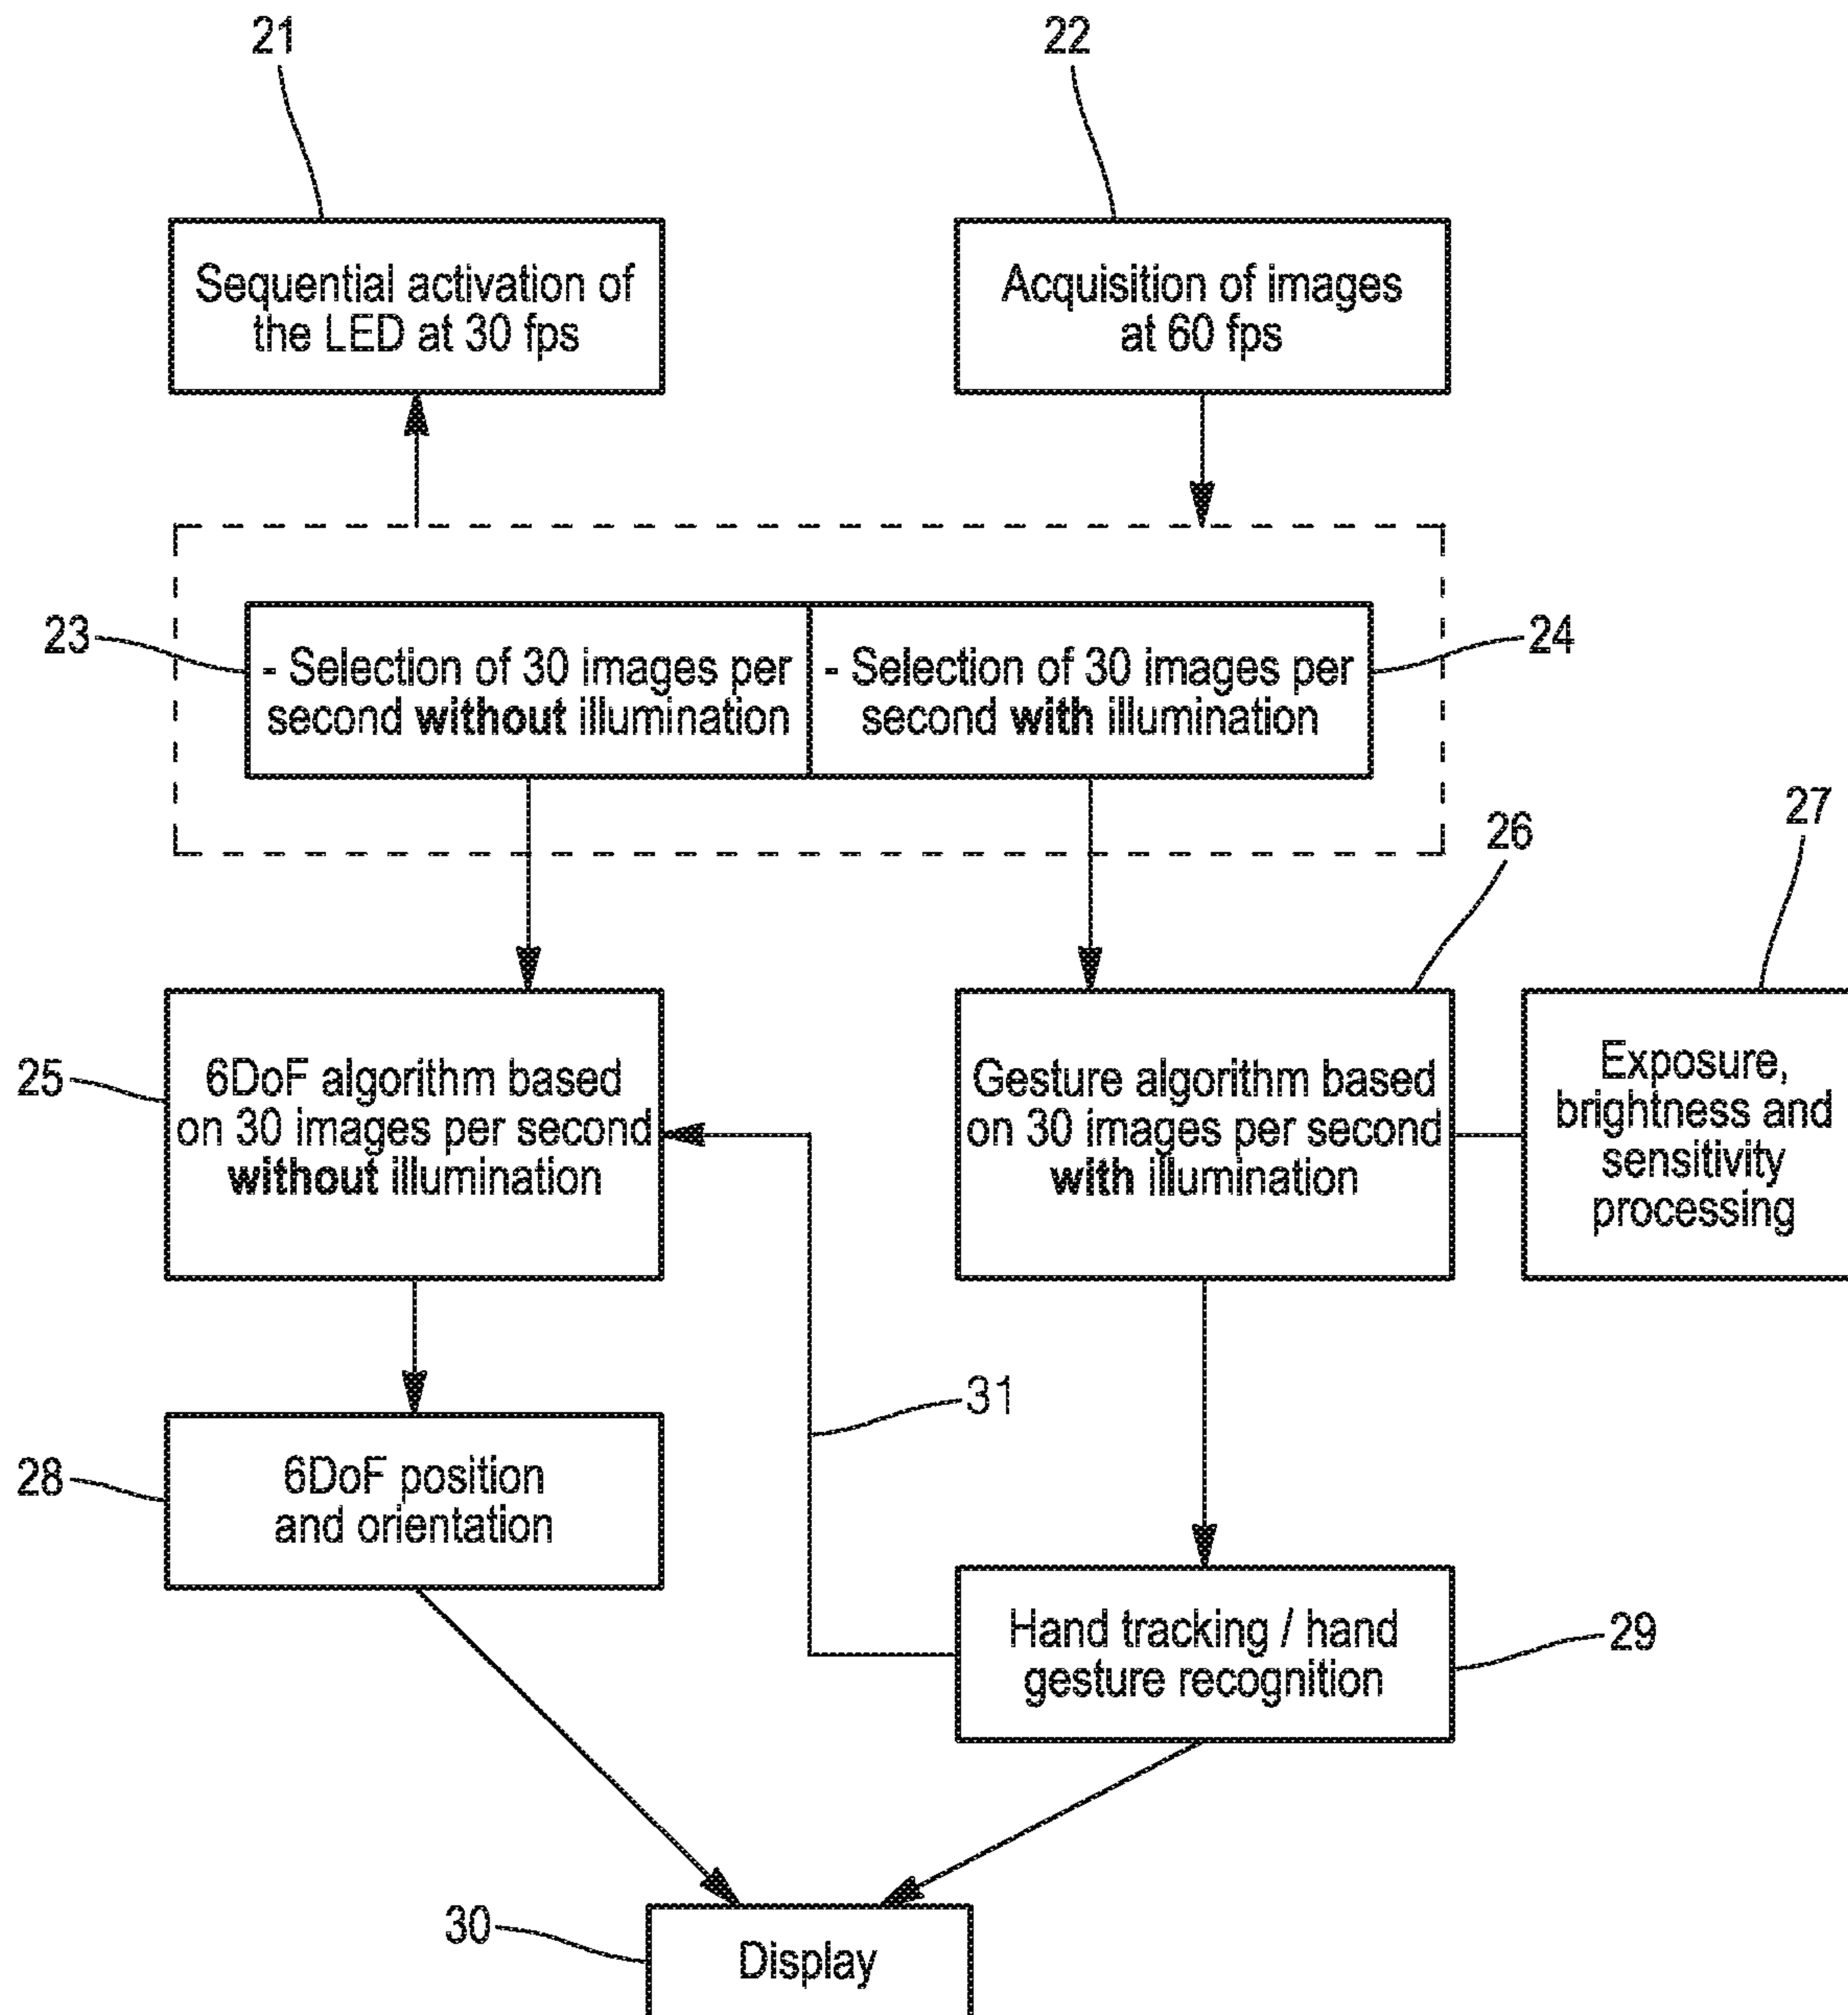 21
22
Sequential activation of
the LED at 30 fps
Acquisition of images
at 60 fps
23
- Selection of 30 images per
second without illumination
- Selection of 30 images per
second with illumination
24
26
27
25
6DoF algorithm based
on 30 images per second
without illumination
Gesture algorithm based
on 30 images per second
with illumination
Exposure,
brightness and
sensitivity
processing
31
28
6DoF position
and orientation
Hand tracking / hand
gesture recognition
29
30
Display